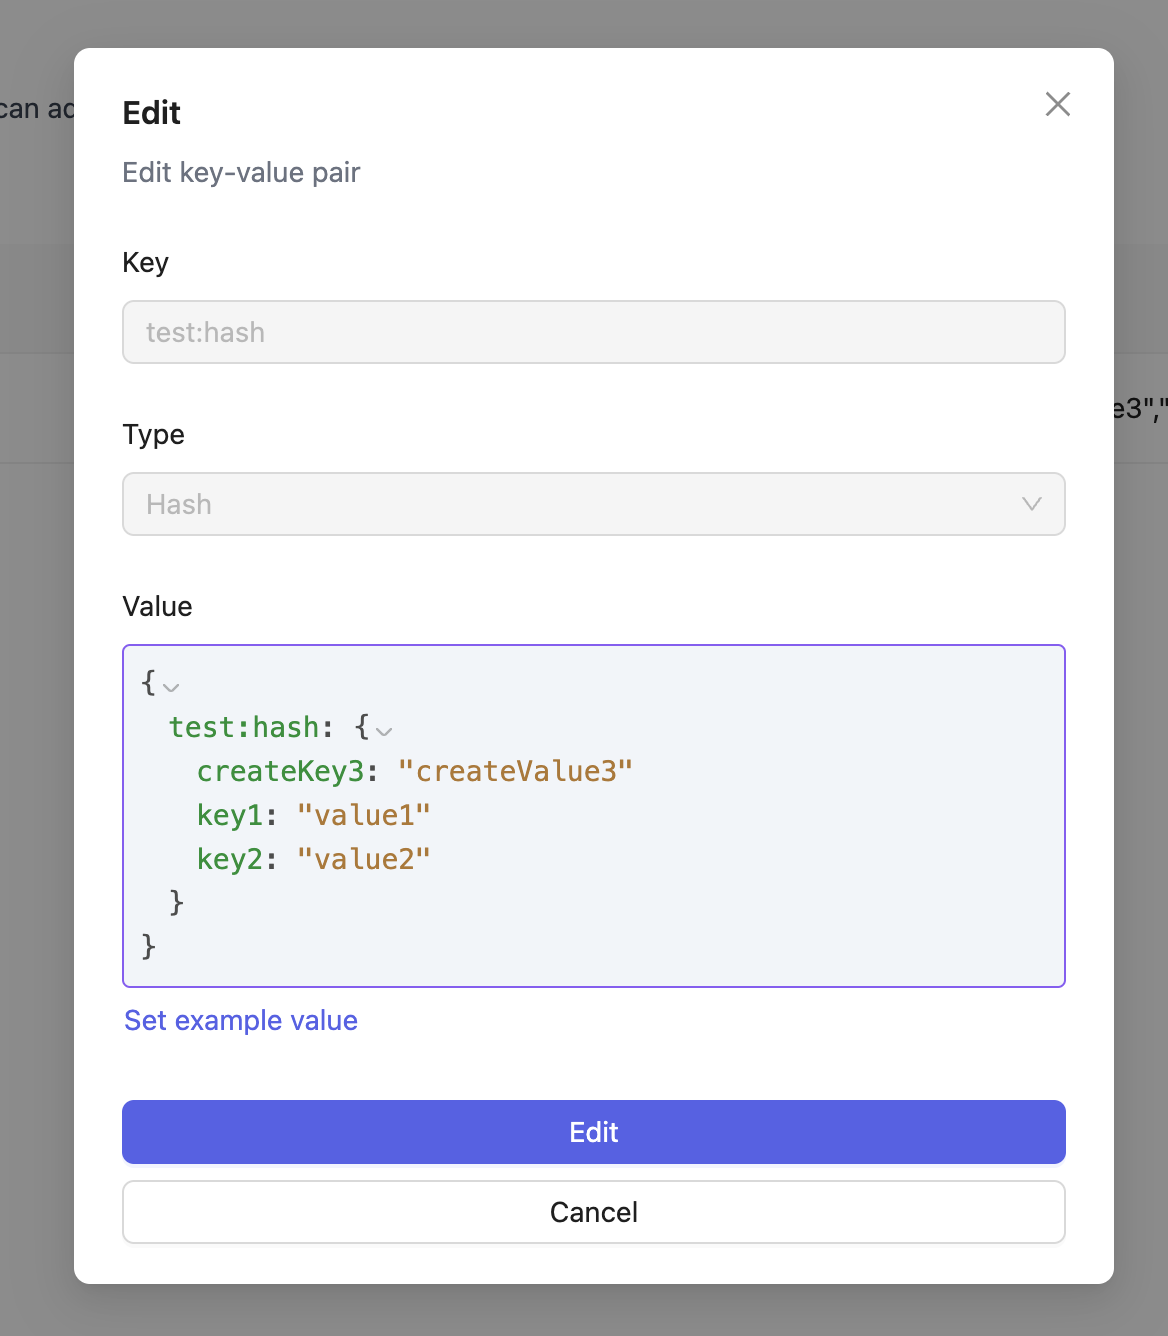 can ad
Edit
Edit key-value pair
Key
test:hash
Type
Hash
e3","
Value
{
test:hash: {
createKey3: "createValue3"
key1: "value1"
key2: "value2"
}
}
Set example value
Edit
Cancel